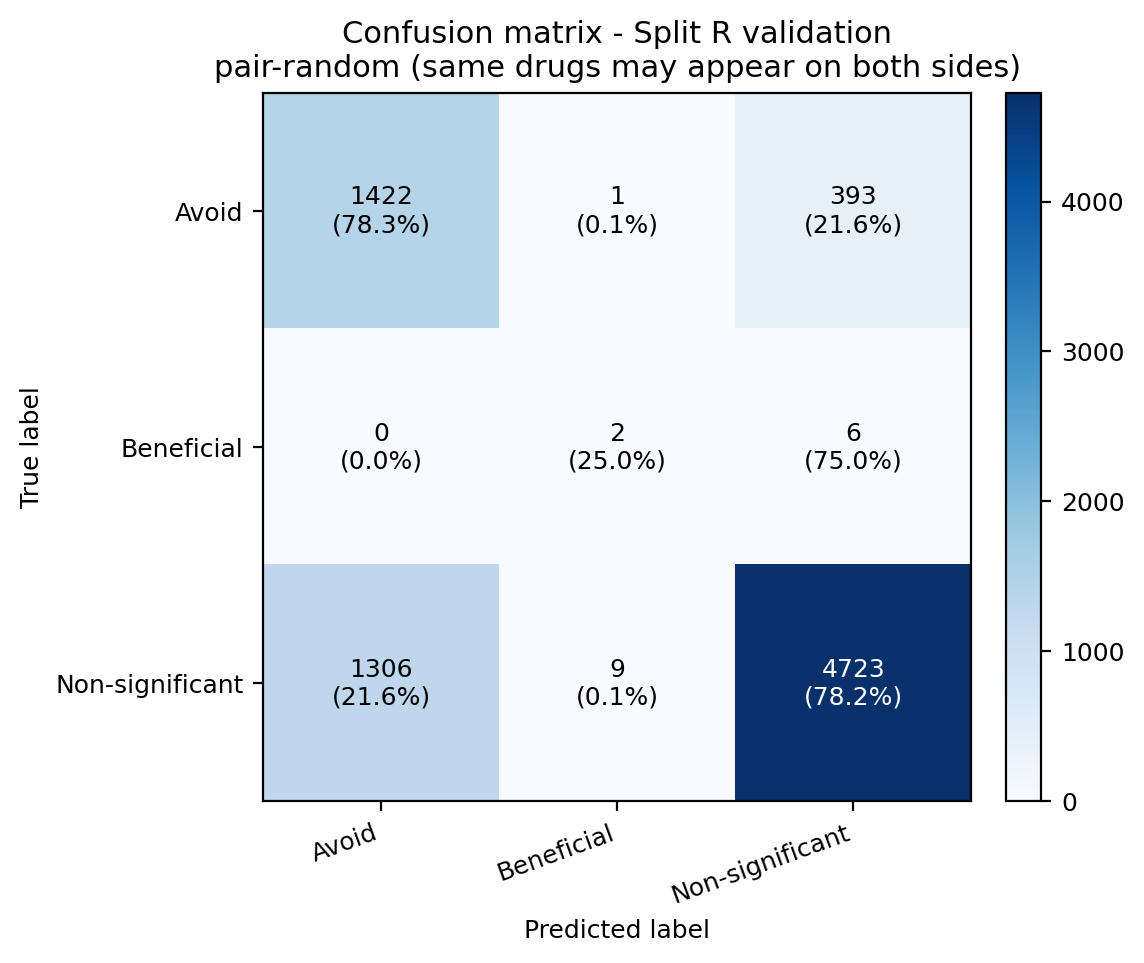 Confusion matrix - Split R validation
pair-random (same drugs may appear on both sides)
True label
Avoid
1422
(78.3%)
1
(0.1%)
393
(21.6%)
Beneficial
0
(0.0%)
2
(25.0%)
6
(75.0%)
Non-significant
1306
(21.6%)
9
(0.1%)
4723
(78.2%)
Avoid
Beneficial
Non-significant
Predicted label
4000
3000
2000
1000
0